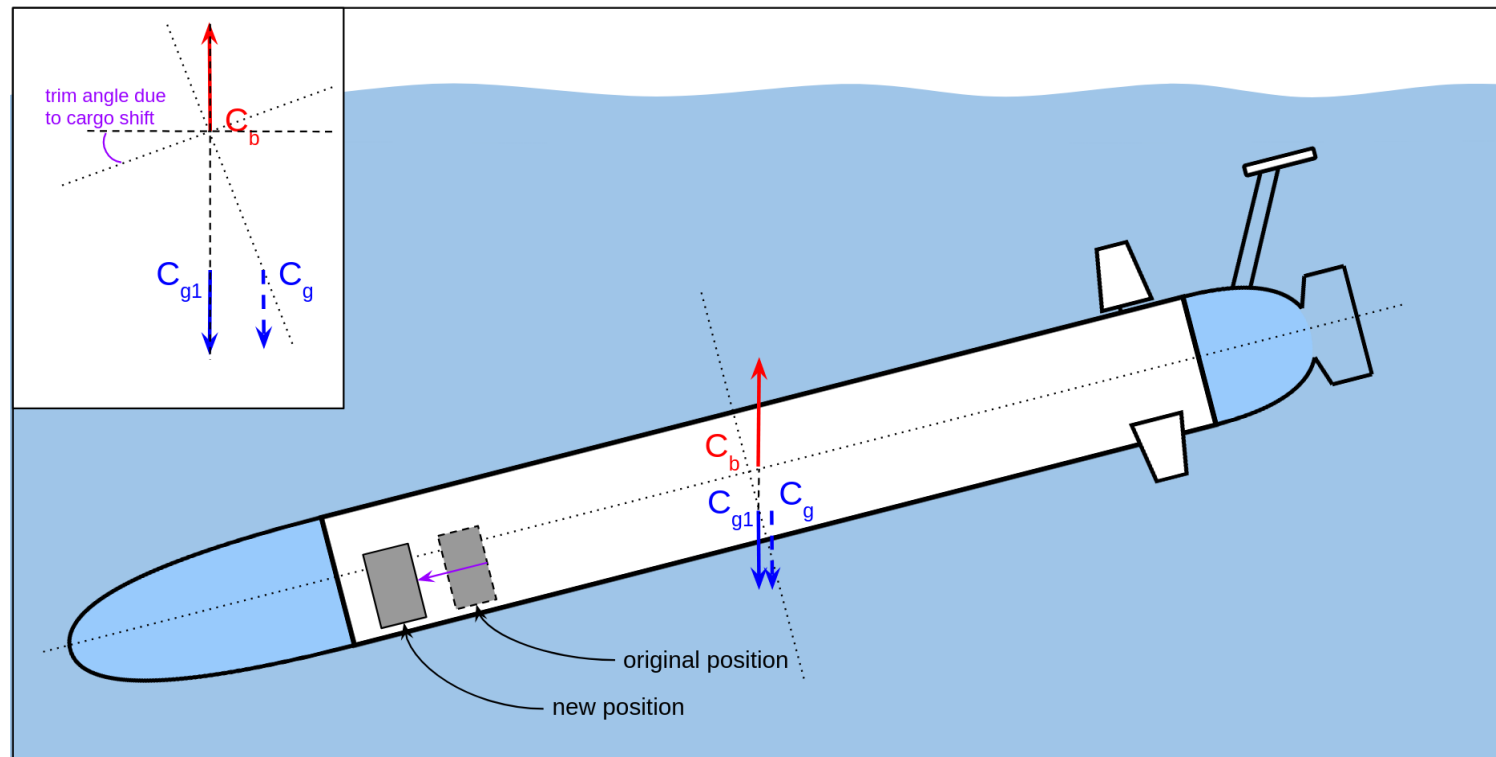 trim angle due
to cargo shift
Cb
Cg1
Cg
Cb
Cg1
Cg
original position
new position